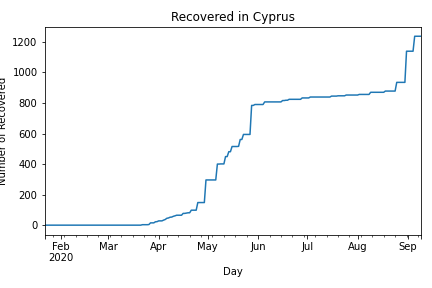 Recovered in Cyprus
Number of Recovered
1200
1000
800
600
400
200
0
Feb Mar Apr May Jun Jul Aug Sep
2020
Day